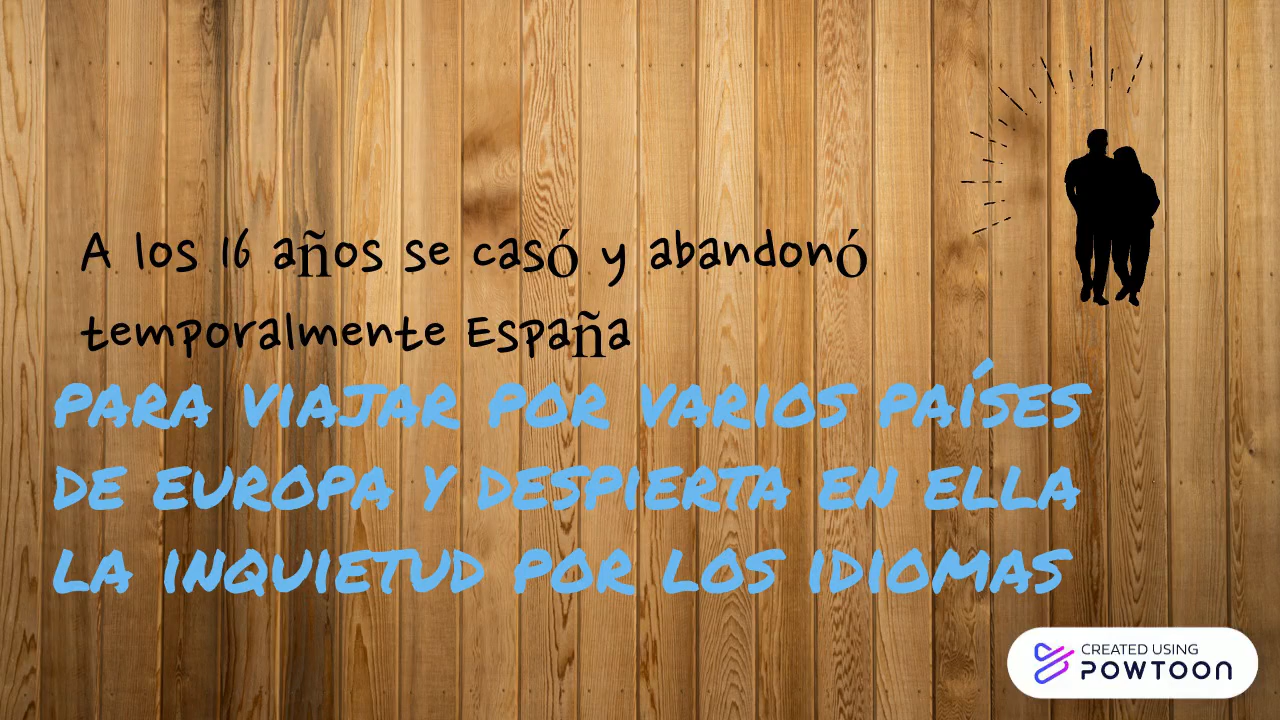 A los 16 años se casó y abandonó
temporalmente España
PARA VIAJAR POR VARIOS PAÍSES
DE EUROPA Y DESPIERTA EN ELLA
LA INQUIETUD POR LOS IDIOMAS
CREATED USING
POWTOON